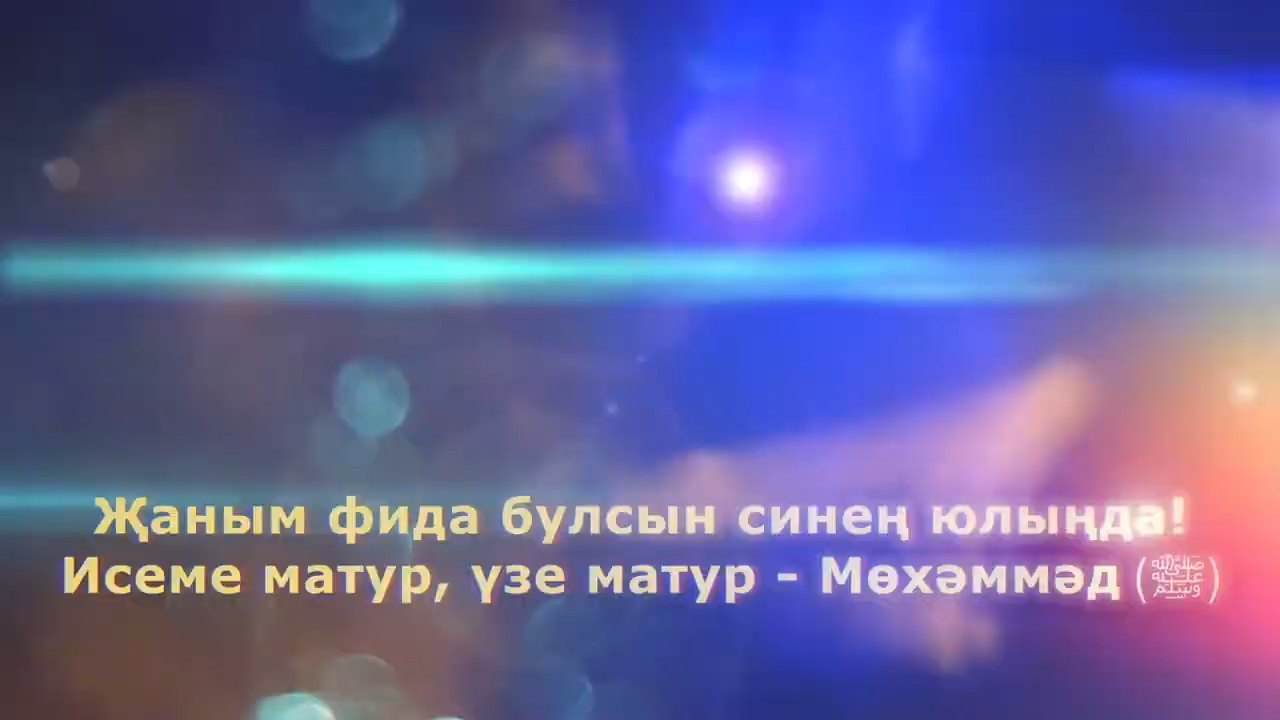 Җаным фида булсын синең юлыңда!
Исеме матур, үзе матур - Мөхәммәд (ﷺ)